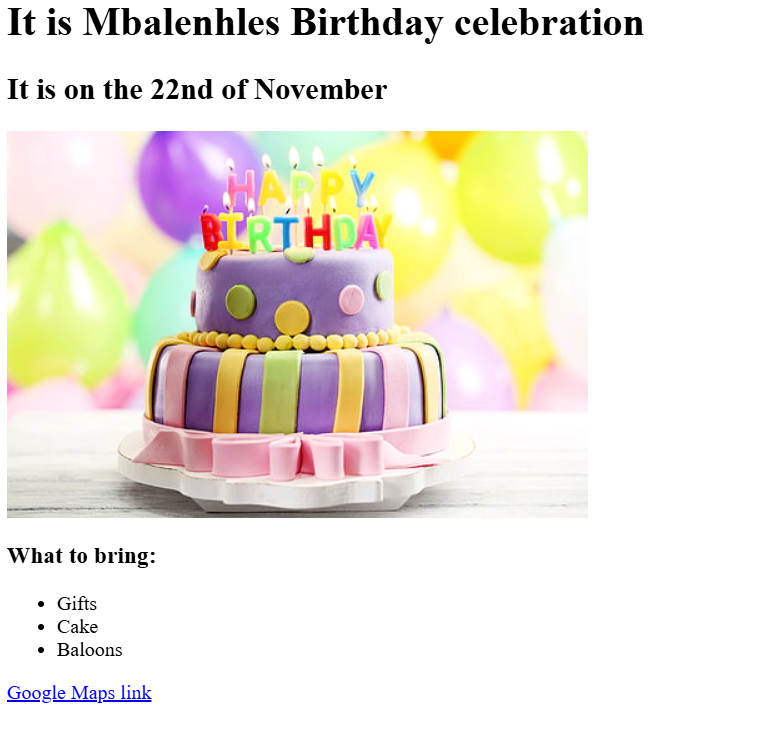 It is Mbalenhles Birthday celebration
It is on the 22nd of November
HAPPY
BIRTHDAY
What to bring:
Gifts
Cake
Baloons
Google Maps link